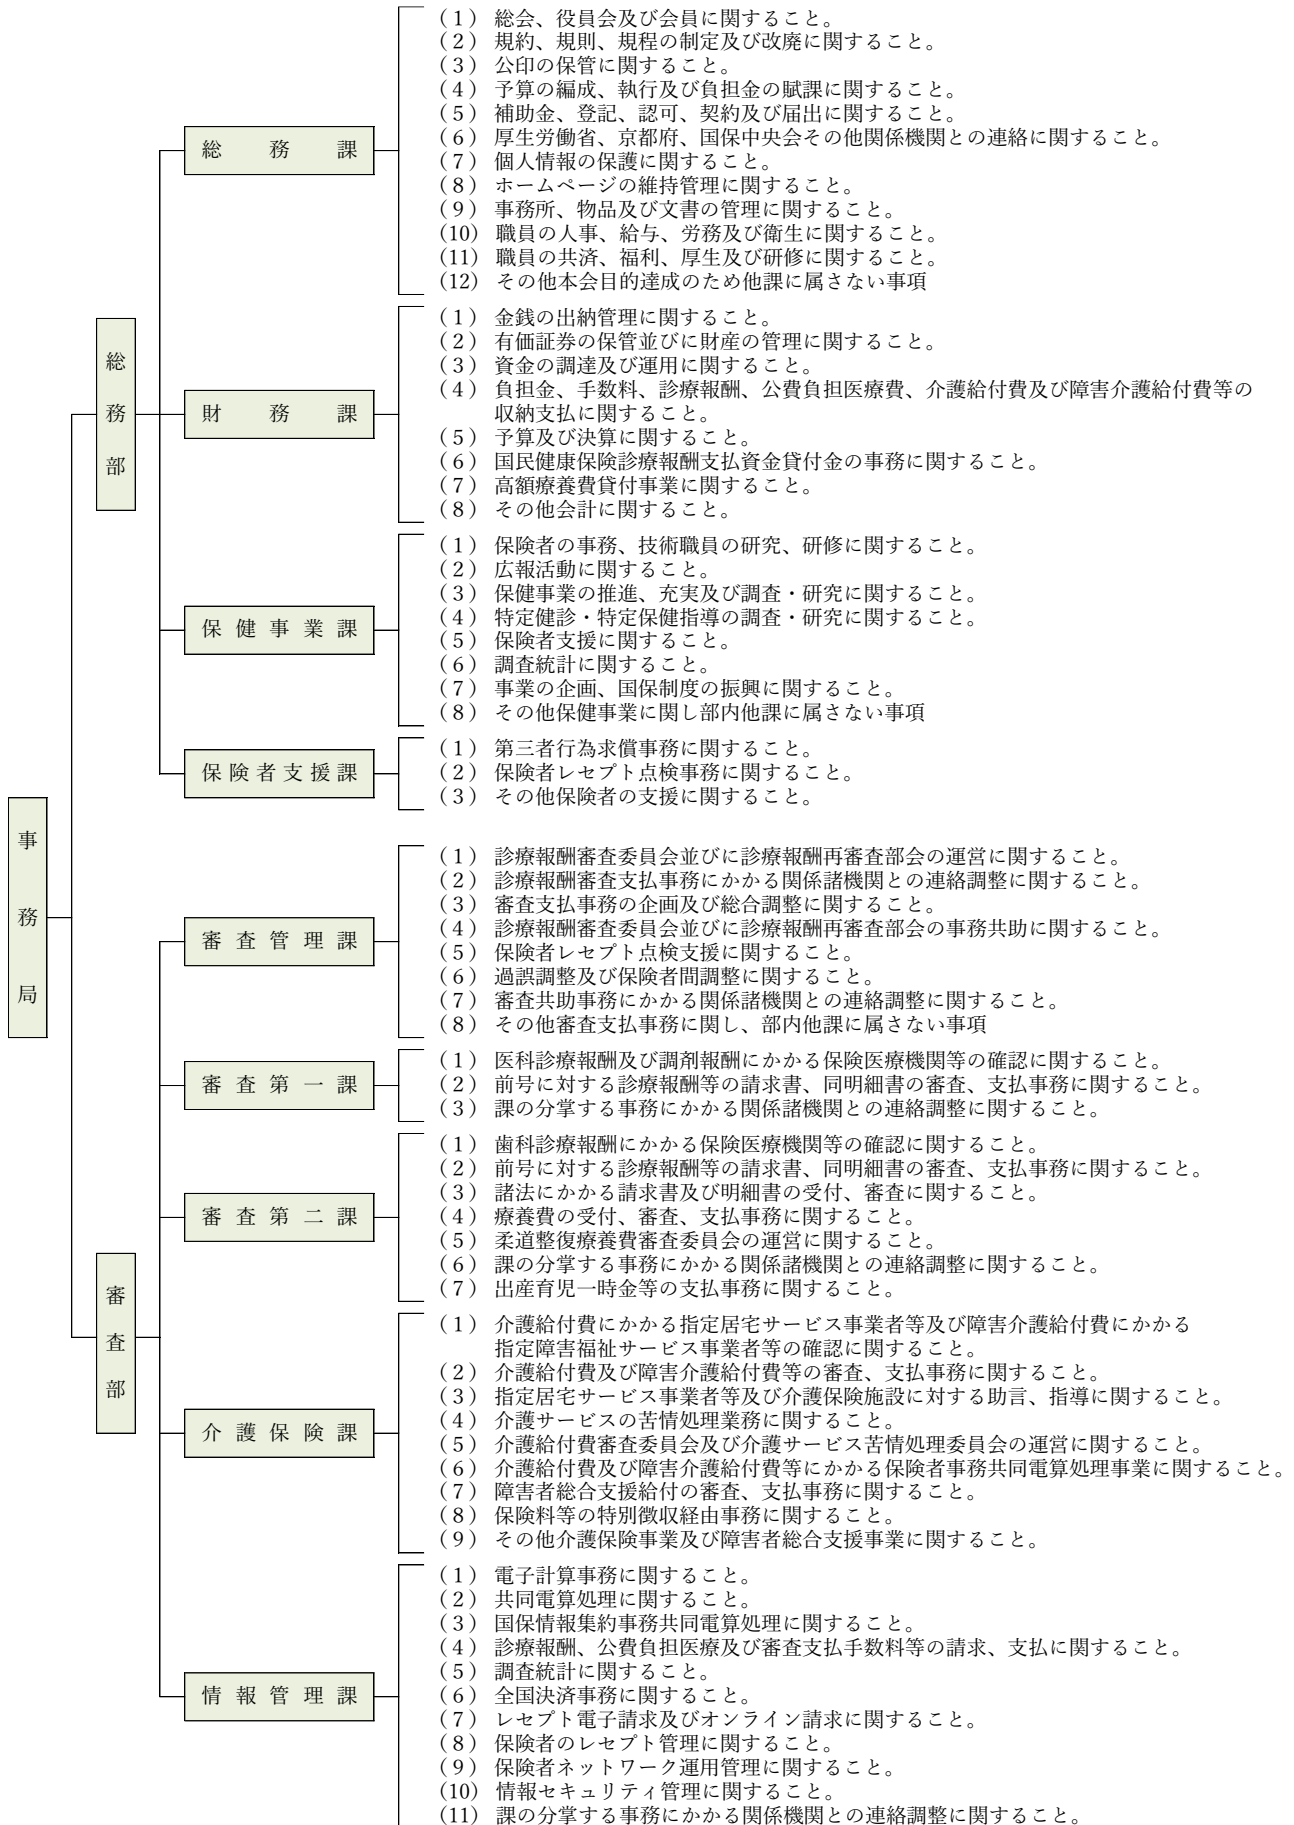 事務局
総務部
総務課
(1) 総会、役員会及び会員に関すること。
(2) 規約、規則、規程の制定及び改廃に関すること。
(3) 公印の保管に関すること。
(4) 予算の編成、執行及び負担金の賦課に関すること。
(5) 補助金、登記、認可、契約及び届出に関すること。
(6) 厚生労働省、京都府、国保中央会その他関係機関との連絡に関すること。
(7) 個人情報の保護に関すること。
(8) ホームページの維持管理に関すること。
(9) 事務所、物品及び文書の管理に関すること。
(10) 職員の人事、給与、労務及び衛生に関すること。
(11) 職員の共済、福利、厚生及び研修に関すること。
(12) その他本会目的達成のため他課に属さない事項
財務課
(1) 金銭の出納管理に関すること。
(2) 有価証券の保管並びに財産の管理に関すること。
(3) 資金の調達及び運用に関すること。
(4) 負担金、手数料、診療報酬、公費負担医療費、介護給付費及び障害介護給付費等の
収納支払に関すること。
(5) 予算及び決算に関すること。
(6) 国民健康保険診療報酬支払資金貸付金の事務に関すること。
(7) 高額療養費貸付事業に関すること。
(8) その他会計に関すること。
保健事業課
(1) 保険者の事務、技術職員の研究、研修に関すること。
(2) 広報活動に関すること。
(3) 保健事業の推進、充実及び調査・研究に関すること。
(4) 特定健診・特定保健指導の調査・研究に関すること。
(5) 保険者支援に関すること。
(6) 調査統計に関すること。
(7) 事業の企画、国保制度の振興に関すること。
(8) その他保健事業に関し部内他課に属さない事項
保険者支援課
(1) 第三者行為求償事務に関すること。
(2) 保険者レセプト点検事務に関すること。
(3) その他保険者の支援に関すること。
審査部
審査管理課
(1) 診療報酬審査委員会並びに診療報酬再審査部会の運営に関すること。
(2) 診療報酬審査支払事務にかかる関係諸機関との連絡調整に関すること。
(3) 審査支払事務の企画及び総合調整に関すること。
(4) 診療報酬審査委員会並びに診療報酬再審査部会の事務共助に関すること。
(5) 保険者レセプト点検支援に関すること。
(6) 過誤調整及び保険者間調整に関すること。
(7) 審査共助事務にかかる関係諸機関との連絡調整に関すること。
(8) その他審査支払事務に関し、部内他課に属さない事項
審査第一課
(1) 医科診療報酬及び調剤報酬にかかる保険医療機関等の確認に関すること。
(2) 前号に対する診療報酬等の請求書、同明細書の審査、支払事務に関すること。
(3) 課の分掌する事務にかかる関係諸機関との連絡調整に関すること。
審査第二課
(1) 歯科診療報酬にかかる保険医療機関等の確認に関すること。
(2) 前号に対する診療報酬等の請求書、同明細書の審査、支払事務に関すること。
(3) 諸法にかかる請求書及び明細書の受付、審査に関すること。
(4) 療養費の受付、審査、支払事務に関すること。
(5) 柔道整復療養費審査委員会の運営に関すること。
(6) 課の分掌する事務にかかる関係諸機関との連絡調整に関すること。
(7) 出産育児一時金等の支払事務に関すること。
介護保険課
(1) 介護給付費にかかる指定居宅サービス事業者等及び障害介護給付費にかかる
指定障害福祉サービス事業者等の確認に関すること。
(2) 介護給付費及び障害介護給付費等の審査、支払事務に関すること。
(3) 指定居宅サービス事業者等及び介護保険施設に対する助言、指導に関すること。
(4) 介護サービスの苦情処理業務に関すること。
(5) 介護給付費審査委員会及び介護サービス苦情処理委員会の運営に関すること。
(6) 介護給付費及び障害介護給付費等にかかる保険者事務共同電算処理事業に関すること。
(7) 障害者総合支援給付の審査、支払事務に関すること。
(8) 保険料等の特別徴収経由事務に関すること。
(9) その他介護保険事業及び障害者総合支援事業に関すること。
情報管理課
(1) 電子計算事務に関すること。
(2) 共同電算処理に関すること。
(3) 国保情報集約事務共同電算処理に関すること。
(4) 診療報酬、公費負担医療及び審査支払手数料等の請求、支払に関すること。
(5) 調査統計に関すること。
(6) 全国決済事務に関すること。
(7) レセプト電子請求及びオンライン請求に関すること。
(8) 保険者のレセプト管理に関すること。
(9) 保険者ネットワーク運用管理に関すること。
(10) 情報セキュリティ管理に関すること。
(11) 課の分掌する事務にかかる関係機関との連絡調整に関すること。